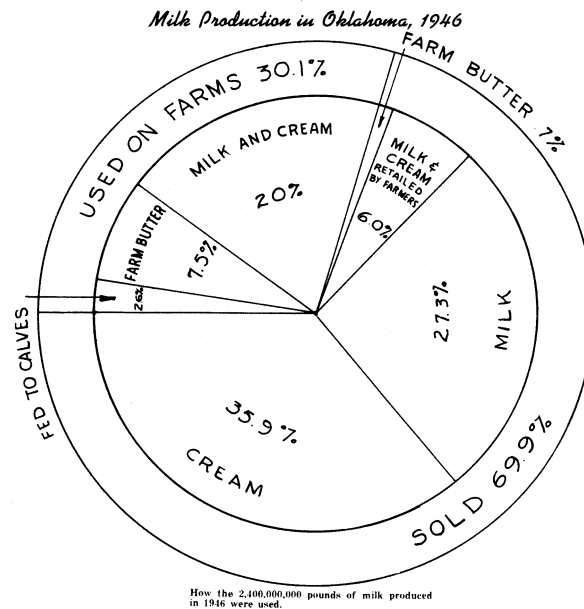 Milk Production in Oklahoma, 1946
FARM BUTTER .7%
USED ON FARMS 30.1%
MILK AND CREAM
20%
MILK &
CREAM
RETAILED
BY FARMERS
6.0%
FARM BUTTER
7.5%
2.6%
27.3%
MILK
FED TO CALVES
35.9%
CREAM
SOLD 69.9%
How the 2,400,000,000 pounds of milk produced
in 1946 were used.